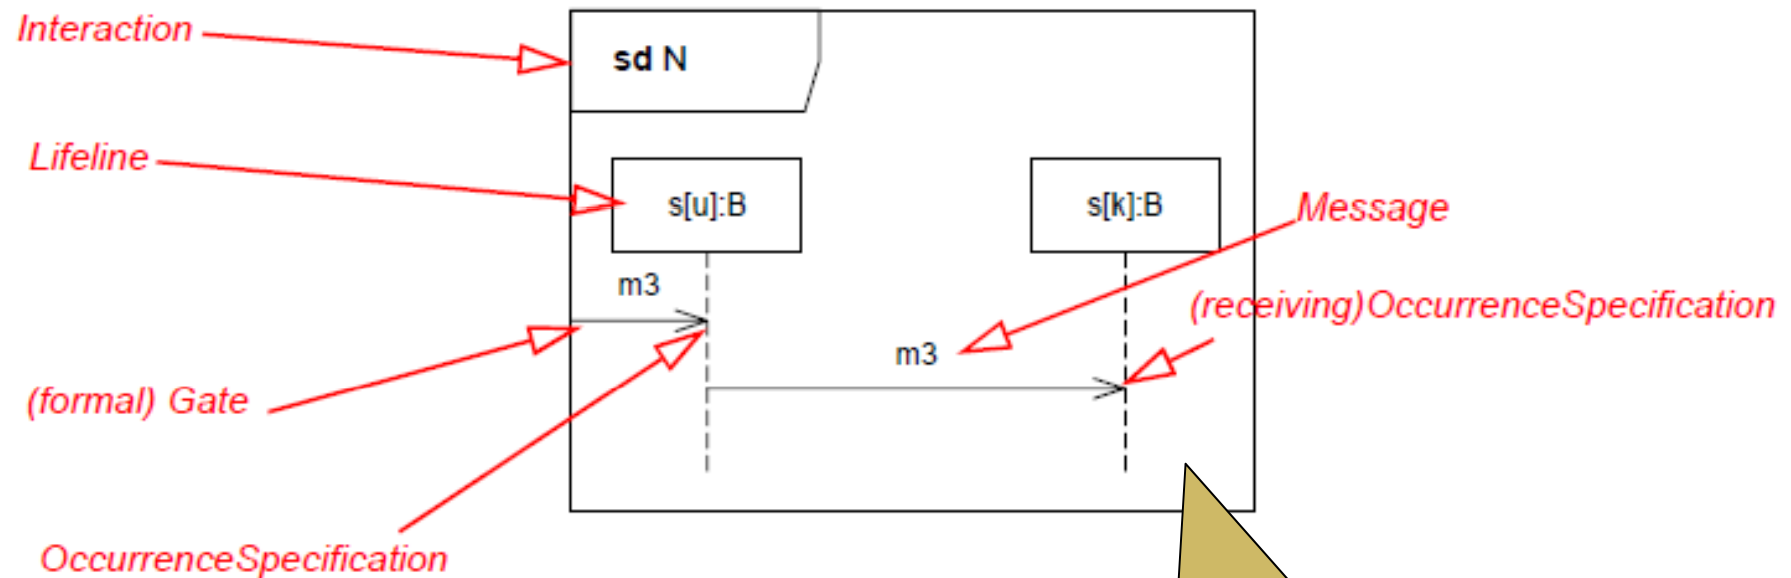 Interaction
sd N
Lifeline
s[u]:B
s[k]:B
Message
m3
(receiving)OccurrenceSpecification
m3
(formal) Gate
OccurrenceSpecification